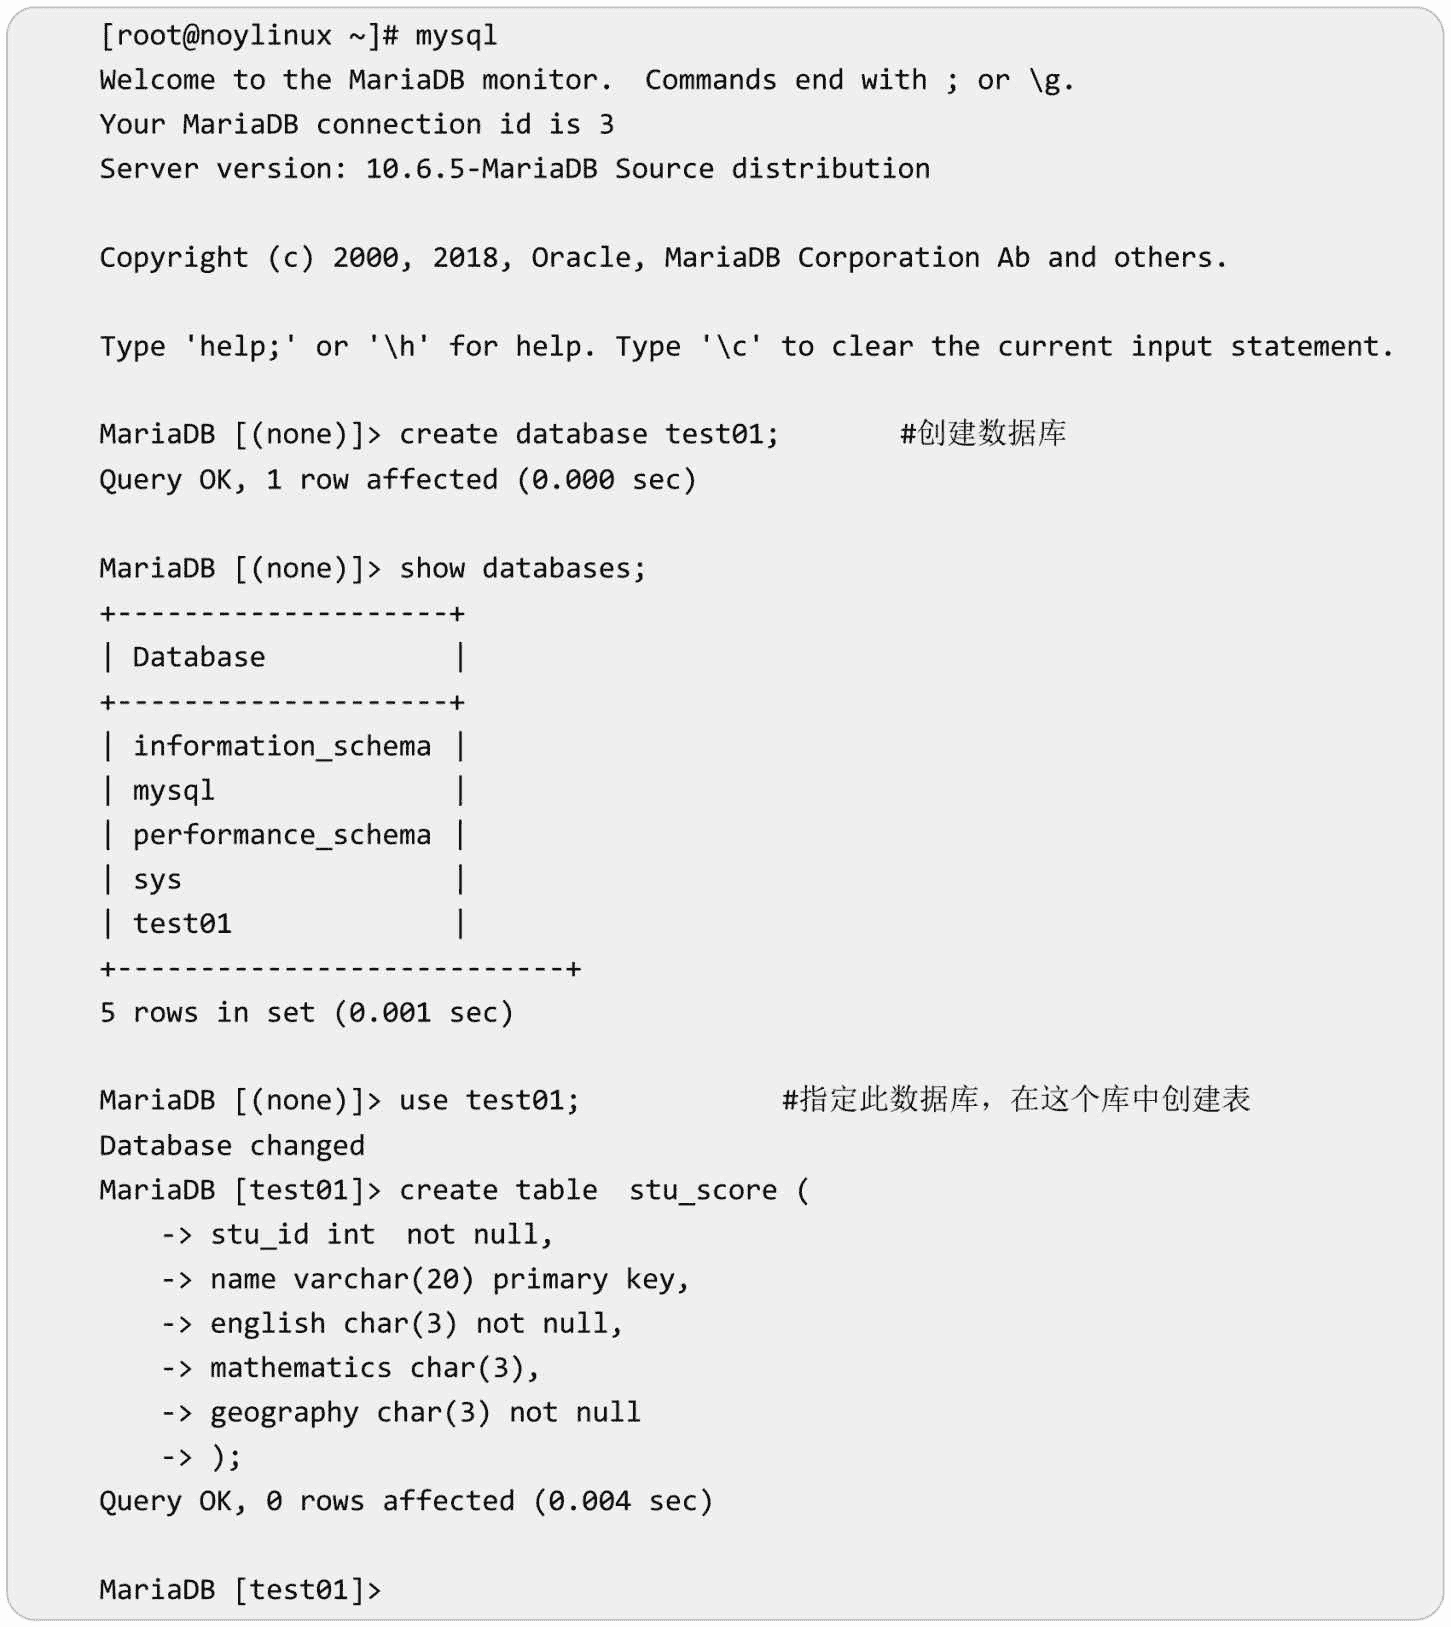 [root@noylinux ~]# mysql
Welcome to the MariaDB monitor.  Commands end with ; or \g.
Your MariaDB connection id is 3
Server version: 10.6.5-MariaDB Source distribution

Copyright (c) 2000, 2018, Oracle, MariaDB Corporation Ab and others.

Type 'help;' or '\h' for help. Type '\c' to clear the current input statement.

MariaDB [(none)]> create database test01;       #创建数据库
Query OK, 1 row affected (0.000 sec)

MariaDB [(none)]> show databases;
+--------------------+
| Database           |
+--------------------+
| information_schema |
| mysql              |
| performance_schema |
| sys                |
| test01             |
+---------------------------+
5 rows in set (0.001 sec)

MariaDB [(none)]> use test01;            #指定此数据库，在这个库中创建表
Database changed
MariaDB [test01]> create table  stu_score (
    -> stu_id int  not null,
    -> name varchar(20) primary key,
    -> english char(3) not null,
    -> mathematics char(3),
    -> geography char(3) not null
    -> );
Query OK, 0 rows affected (0.004 sec)

MariaDB [test01]>